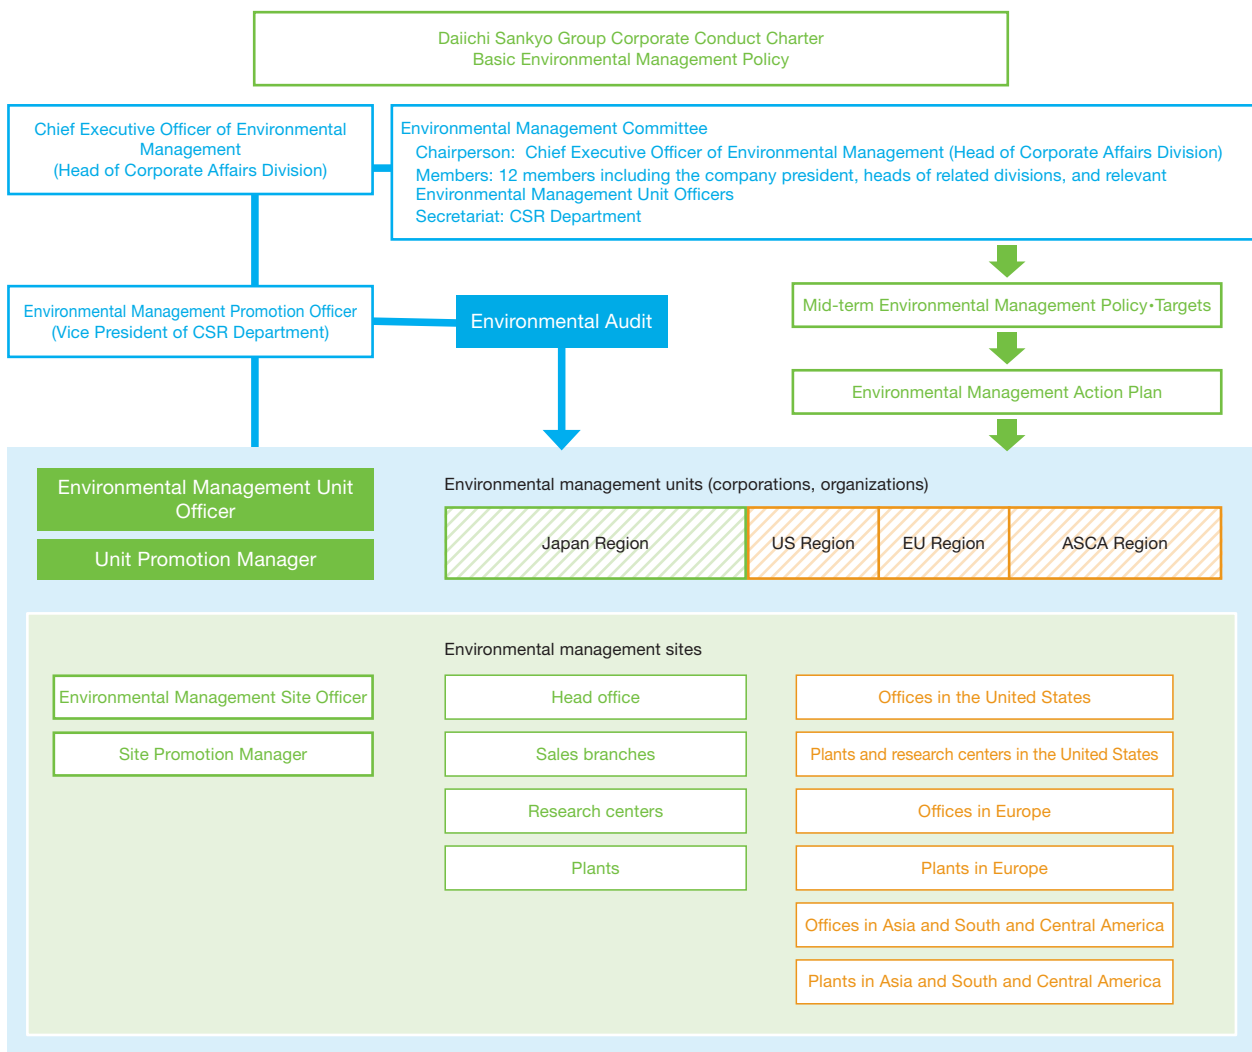 Daiichi Sankyo Group Corporate Conduct Charter
Basic Environmental Management Policy
Chief Executive Officer of Environmental
Management
(Head of Corporate Affairs Division)
Environmental Management Committee
Chairperson: Chief Executive Officer of Environmental Management (Head of Corporate Affairs Division)
Members: 12 members including the company president, heads of related divisions, and relevant
Environmental Management Unit Officers
Secretariat: CSR Department
Environmental Management Promotion Officer
(Vice President of CSR Department)
Environmental Audit
Mid-term Environmental Management Policy・Targets
Environmental Management Action Plan
Environmental Management Unit
Officer
Unit Promotion Manager
Environmental management units (corporations, organizations)
Japan Region
US Region
EU Region
ASCA Region
Environmental management sites
Environmental Management Site Officer
Site Promotion Manager
Head office
Sales branches
Research centers
Plants
Offices in the United States
Plants and research centers in the United States
Offices in Europe
Plants in Europe
Offices in Asia and South and Central America
Plants in Asia and South and Central America